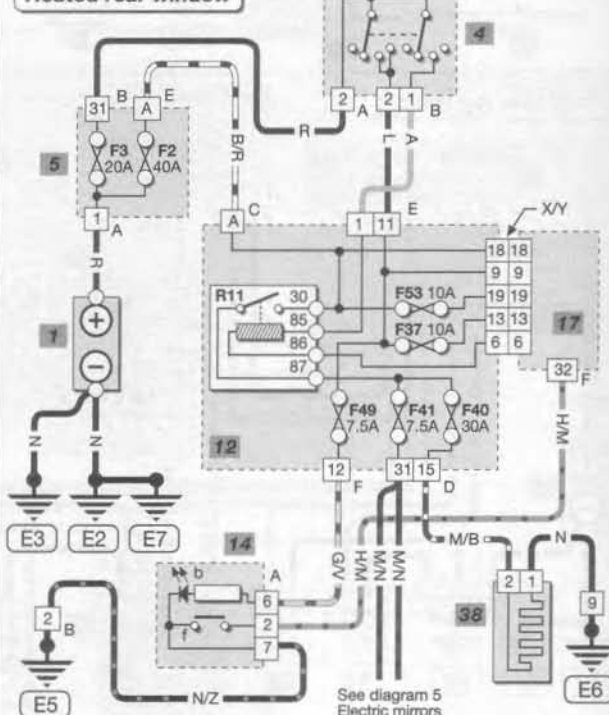 Heated rear window
4
2 A 2 1 B
31 B A E
F3 20A F2 40A
5
1 A
R
B/R
R
L
A
1
N
N
E3
E2
E7
A C
1 11 E
X/Y
18 18
9 9
19 19
13 13
6 6
R11
30
85
86
87
F53 10A
F37 10A
17
32 F
F49 7.5A
F41 7.5A
F40 30A
12
12 F
31 15 D
H/M
14
b
f
A
6
2
7
G/V
H/M
M/N
M/N
M/B
N
2 1
38
9
E6
2 B
E5
N/Z
See diagram 5
Electric mirrors